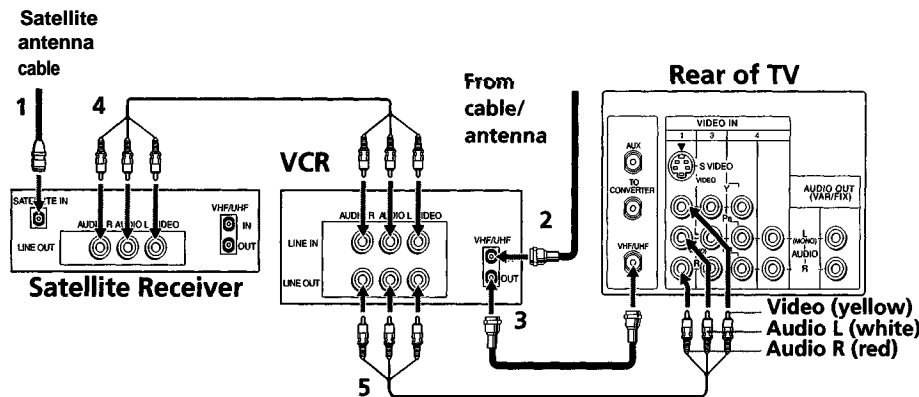 Satellite
antenna
cable
1
4
From
cable/
antenna
Rear of TV
VCR
2
VIDEO IN
1 3 4
AUX
S VIDEO
VIDEO
TO
CONVERTER
AUDIO OUT
(VAR/FIX)
VHF/UHF
L
(MONO)
AUDIO
R
SATELLITE IN
AUDIO R AUDIO L VIDEO
VHF/UHF
IN
OUT
LINE OUT
Satellite Receiver
AUDIO R AUDIO L VIDEO
LINE IN
VHF/UHF
LINE OUT
OUT
3
5
Video (yellow)
Audio L (white)
Audio R (red)